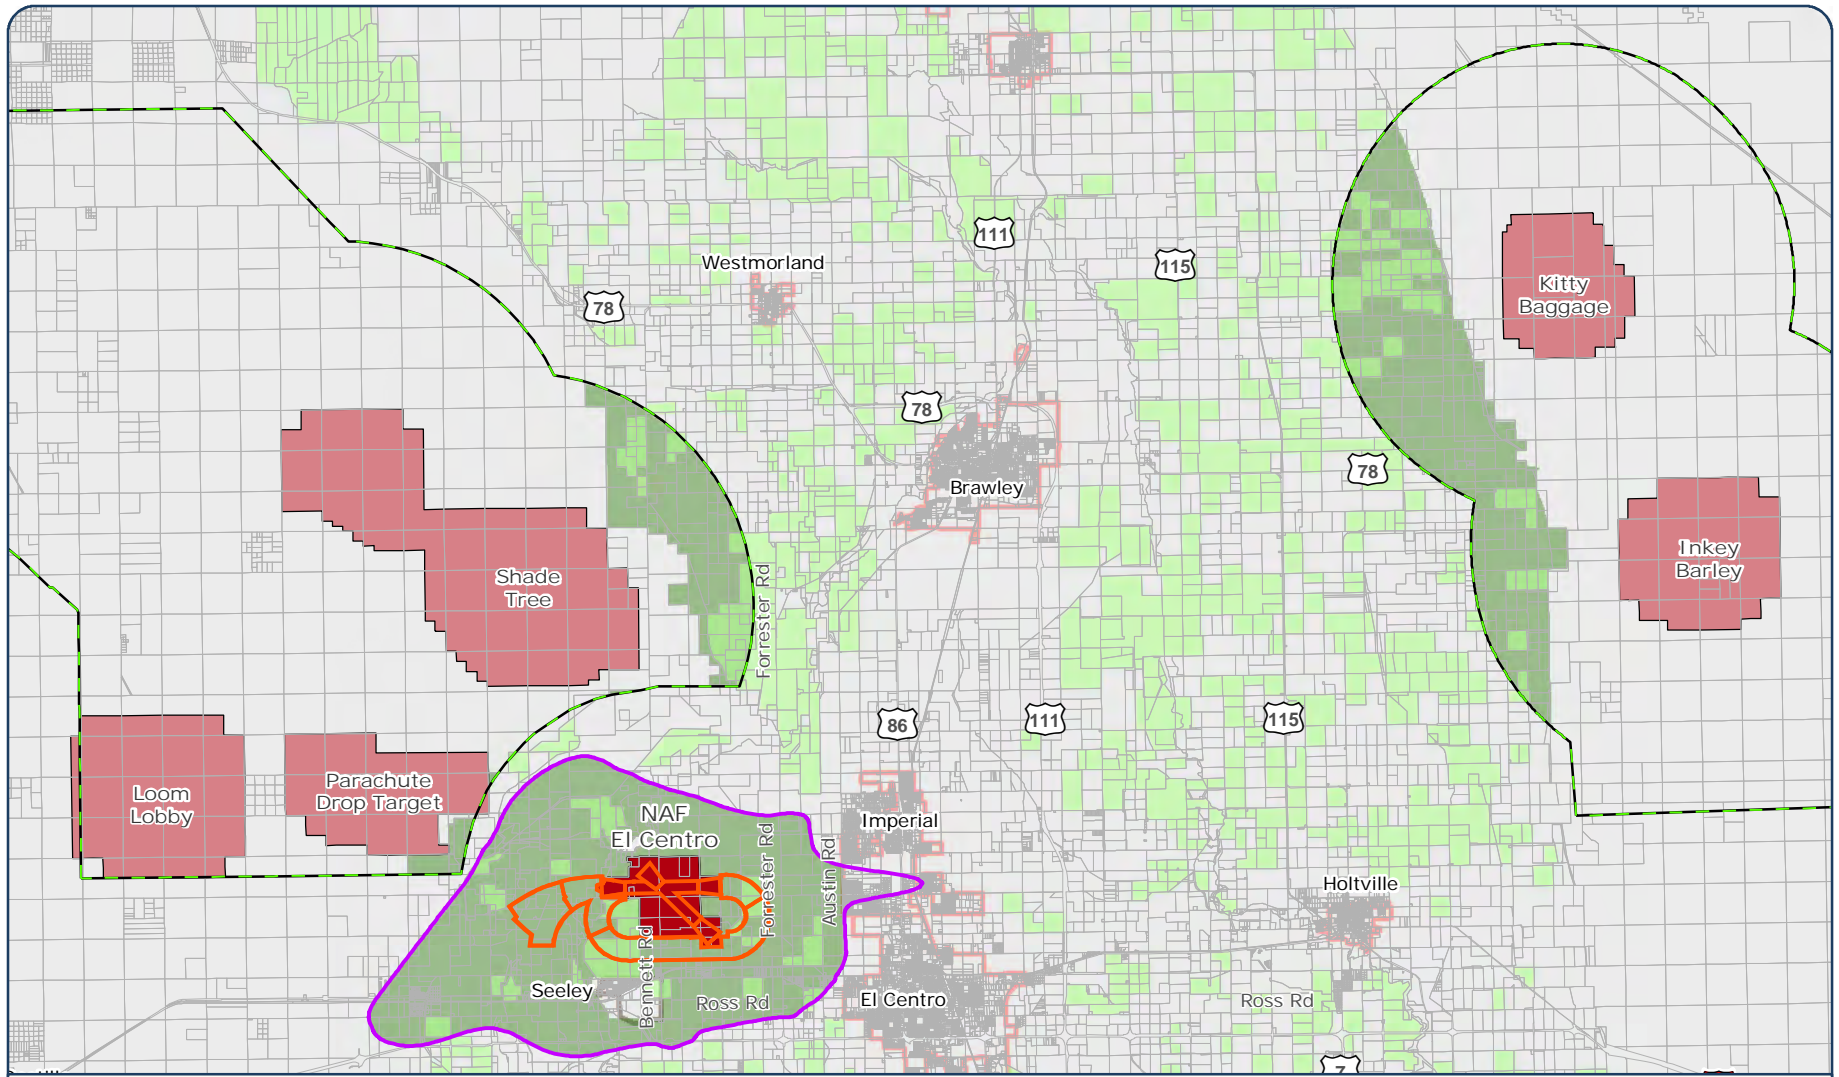 111
Westmorland
115
78
Kitty
Baggage
78
78
Brawley
Inkey
Barley
Shade
Tree
Forrester Rd
86
111
115
Loom
Lobby
Parachute
Drop Target
NAF
El Centro
Imperial
Forrester Rd
Austin Rd
Holtville
Bennett Rd
Seeley
Ross Rd
El Centro
Ross Rd
7